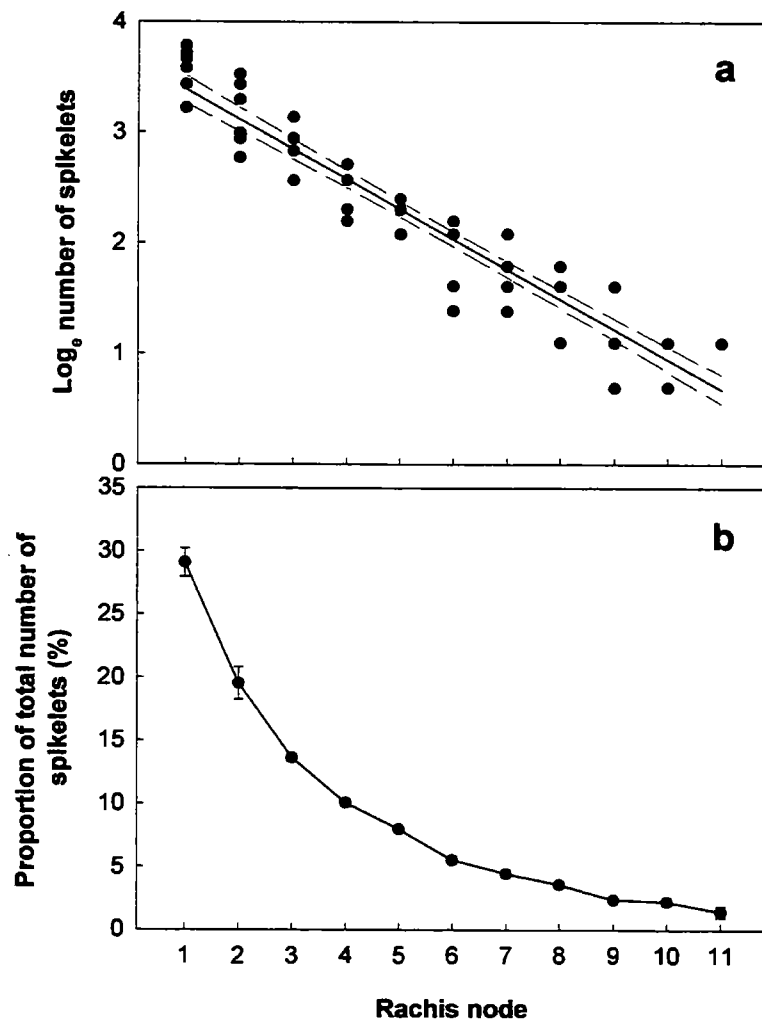 a
4
3
2
1
0
Logₑ number of spikelets
b
35
30
25
20
15
10
5
0
Proportion of total number of
spikelets (%)
1 2 3 4 5 6 7 8 9 10 11
Rachis node